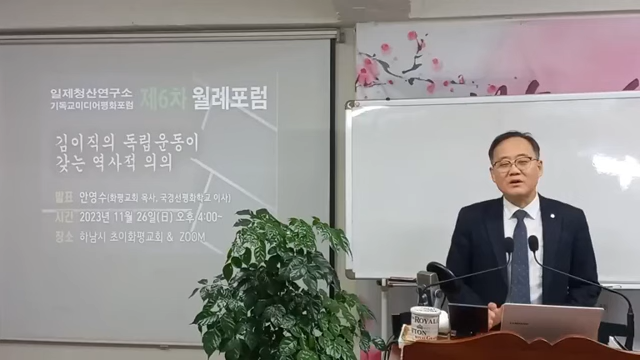 일제청산연구소
기독교미디어평화포럼
제6차 월례포럼
김이직의 독립운동이
갖는 역사적 의의
발표 안영수(화평교회 목사, 국경선평화학교 이사)
시간 2023년 11월 26일(일) 오후 4:00~
장소 하남시 초이화평교회 & ZOOM
ROYAL
TON